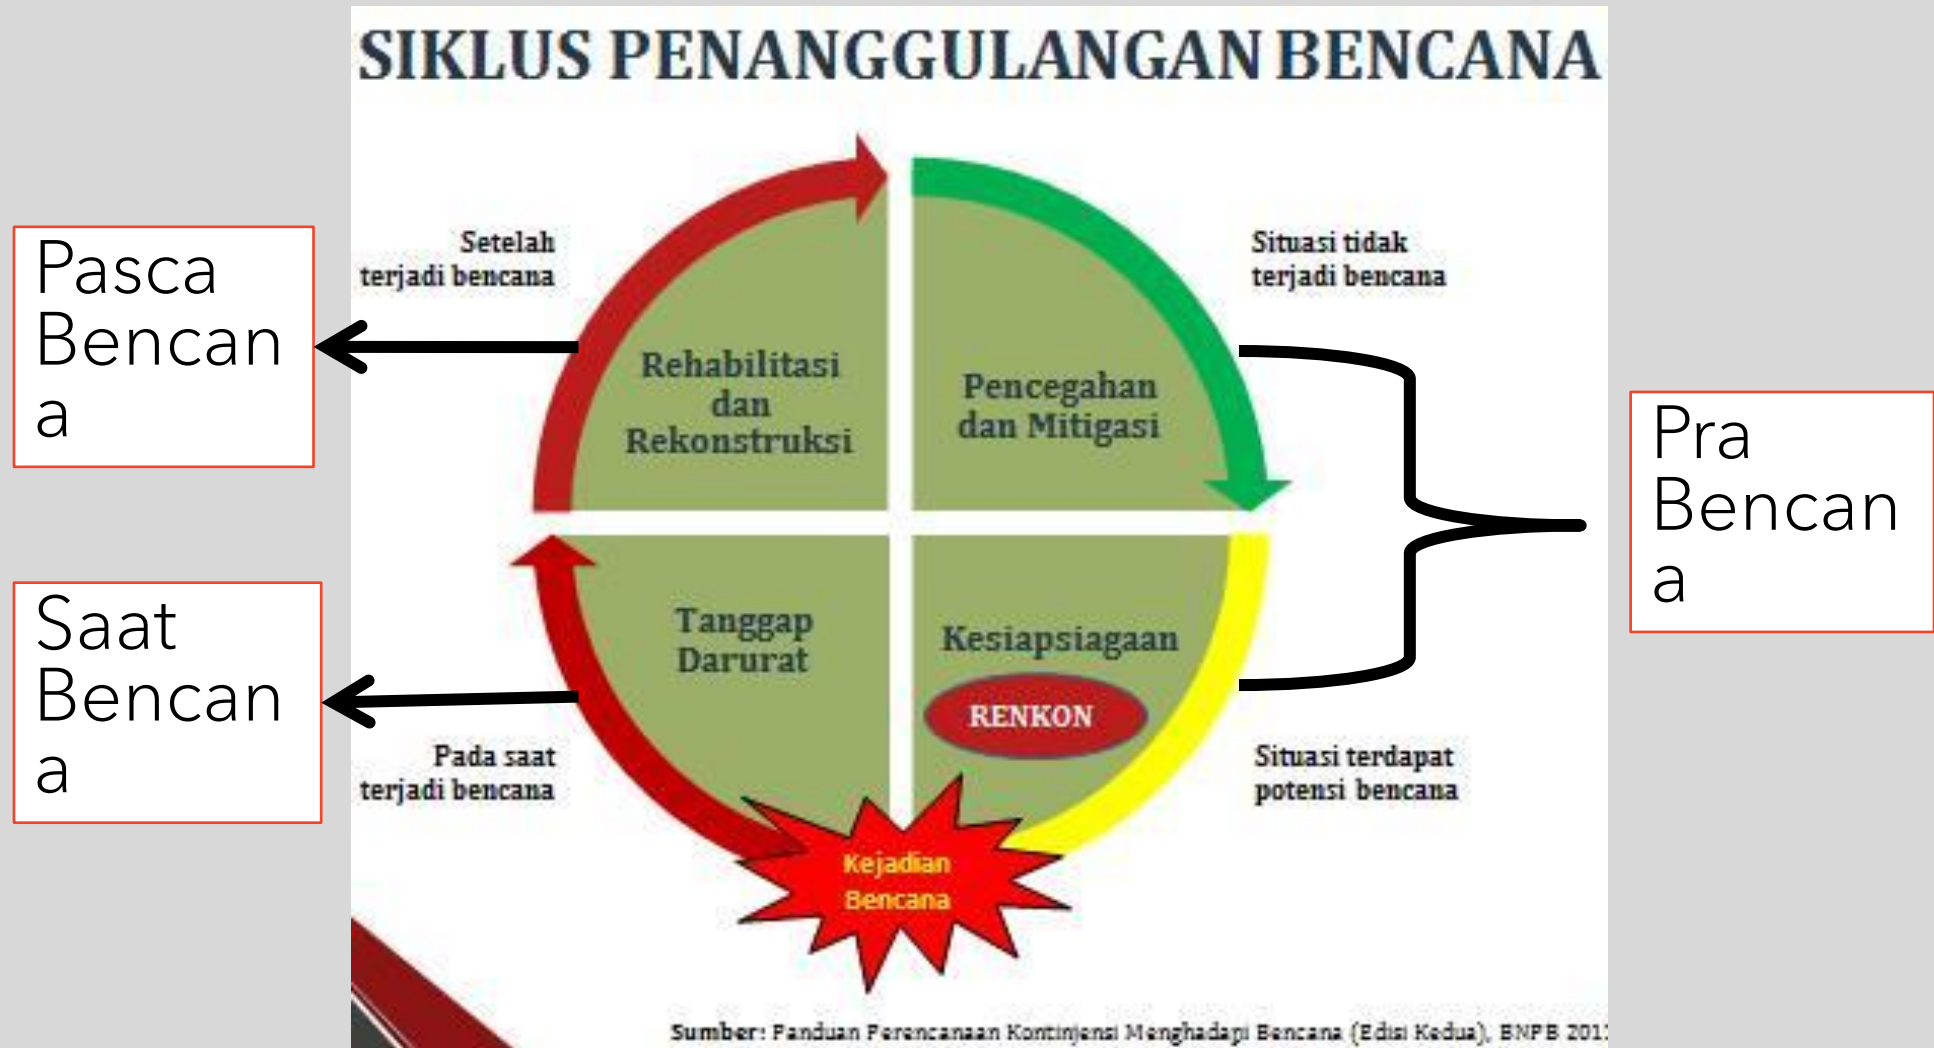 SIKLUS PENANGGULANGAN BENCANA
Pasca
Bencan
a
Setelah
terjadi bencana
Situasi tidak
terjadi bencana
Rehabilitasi
dan
Rekonstruksi
Pencegahan
dan Mitigasi
Pra
Bencan
a
Saat
Bencan
a
Tanggap
Darurat
Kesiapsiagaan
RENKON
Pada saat
terjadi bencana
Situasi terdapat
potensi bencana
Kejadian
Bencana
Sumber: Panduan Perencanaan Kontinjensi Menghadapi Bencana (Edisi Kedua), BNPB